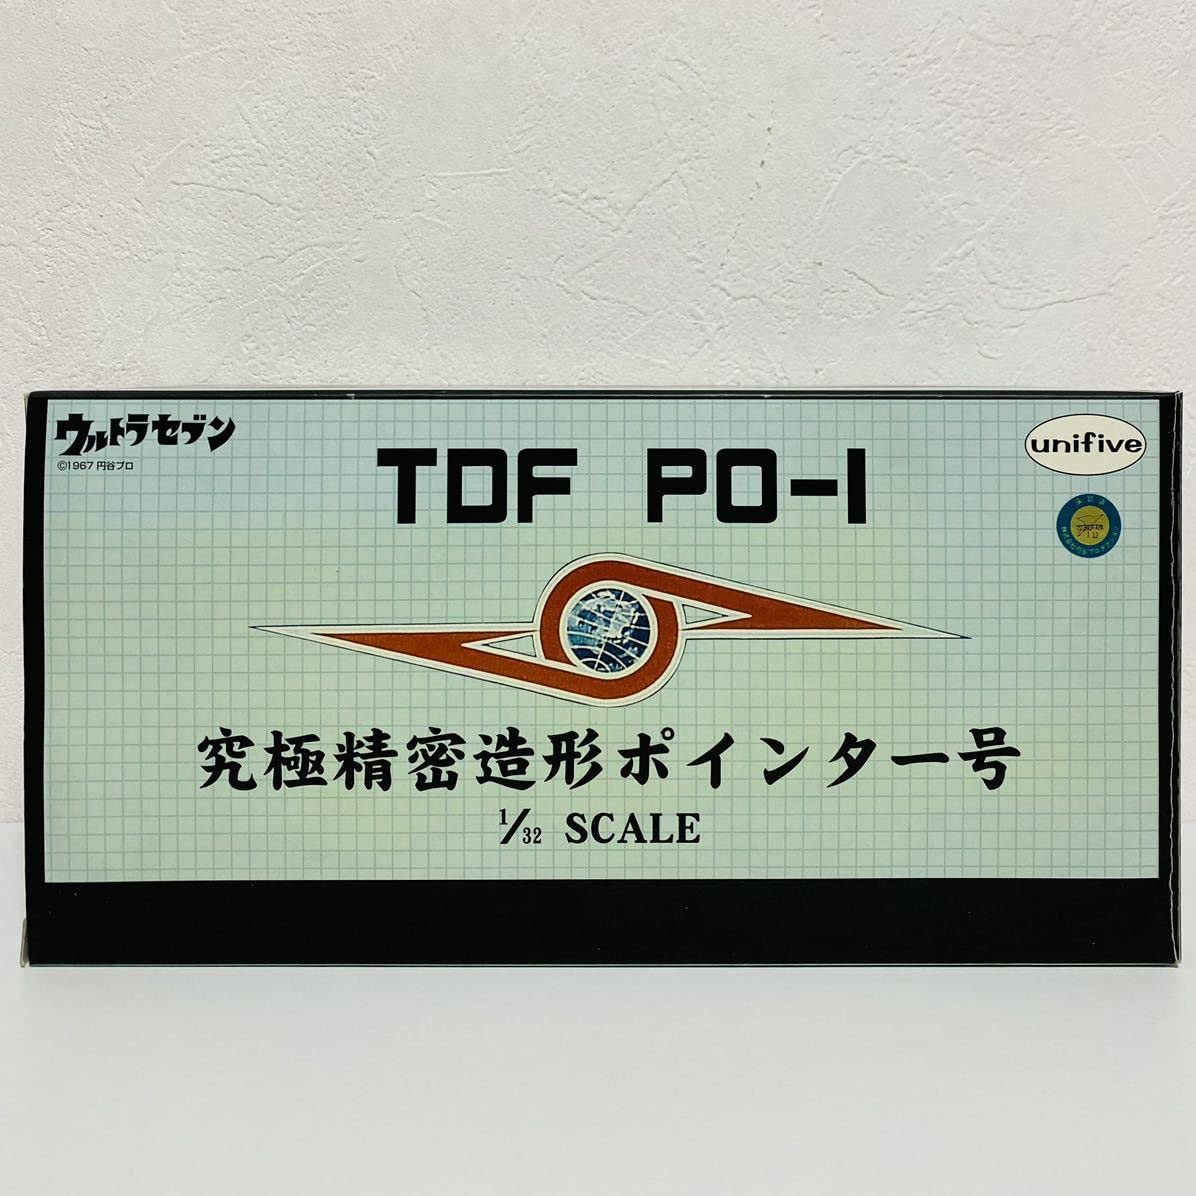 ウルトラセブン
©1967 円谷プロ
unifive
TDF PO-1
究極精密造形ポインター号
1/32 SCALE